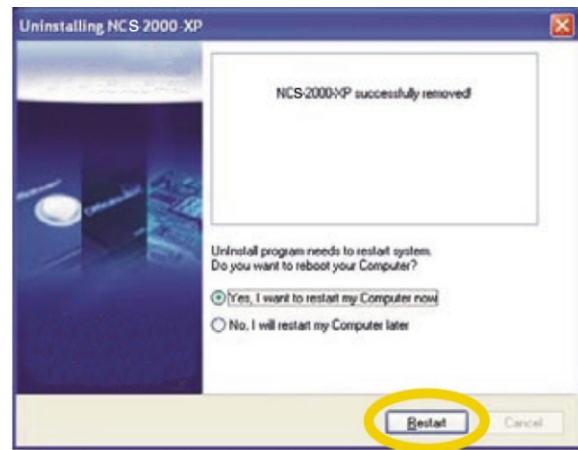 Uninstalling NCS 2000-XP
NCS-2000-XP successfully removed!
Uninstall program needs to restart system.
Do you want to reboot your Computer?
Yes, I want to restart my Computer now
No, I will restart my Computer later
Restart
Cancel